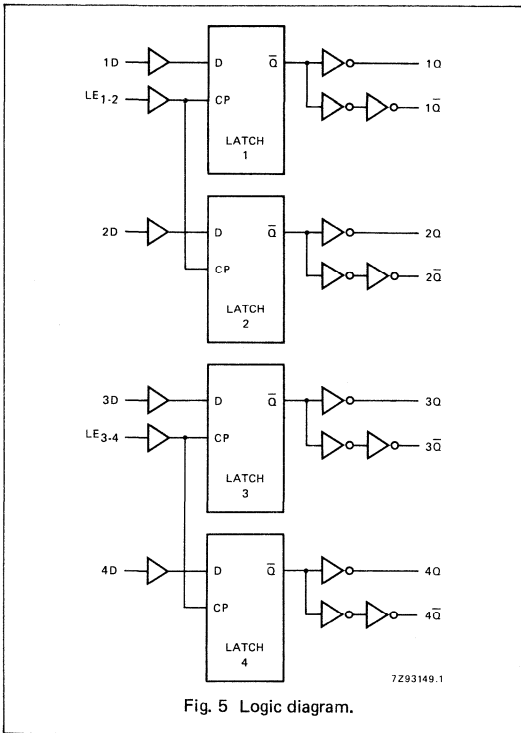 1D D Q̅ 1Q
LE1-2 CP 1Q̅
LATCH
1
2D D Q̅ 2Q
CP 2Q̅
LATCH
2
3D D Q̅ 3Q
LE3-4 CP 3Q̅
LATCH
3
4D D Q̅ 4Q
CP 4Q̅
LATCH
4
7Z93149.1
Fig. 5 Logic diagram.